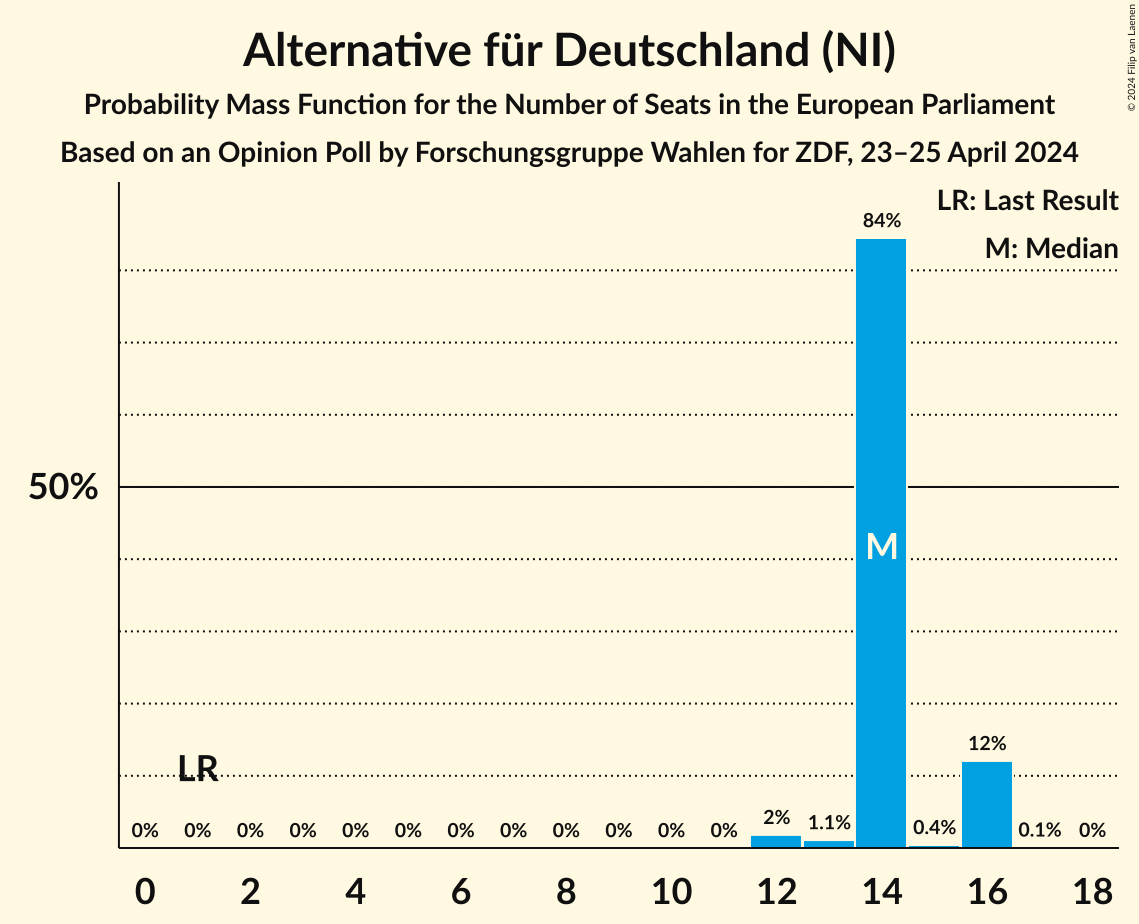 Alternative für Deutschland (NI)
Probability Mass Function for the Number of Seats in the European Parliament
Based on an Opinion Poll by Forschungsgruppe Wahlen for ZDF, 23–25 April 2024
© 2024 Filip van Laenen
LR: Last Result
M: Median
84%
50%
M
LR
12%
0% 0% 0% 0% 0% 0% 0% 0% 0% 0% 0% 0% 2% 1.1% 0.4% 0.1% 0%
0 2 4 6 8 10 12 14 16 18